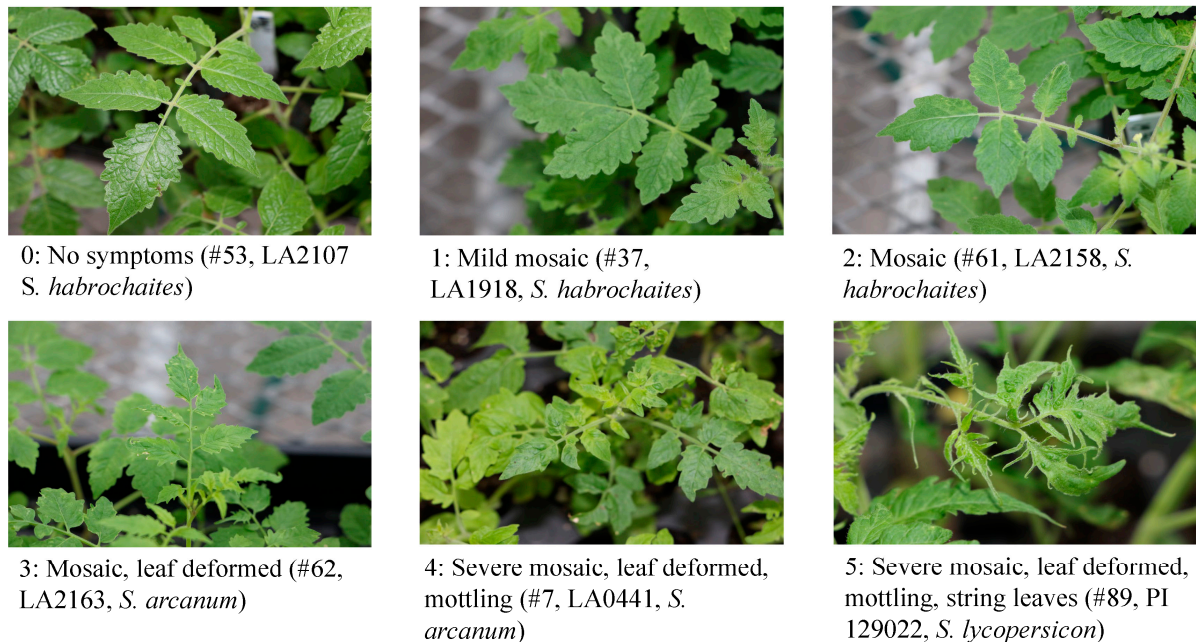 0: No symptoms (#53, LA2107
S. habrochaites)
1: Mild mosaic (#37,
LA1918, S. habrochaites)
2: Mosaic (#61, LA2158, S.
habrochaites)
3: Mosaic, leaf deformed (#62,
LA2163, S. arcanum)
4: Severe mosaic, leaf deformed,
mottling (#7, LA0441, S.
arcanum)
5: Severe mosaic, leaf deformed,
mottling, string leaves (#89, PI
129022, S. lycopersicon)